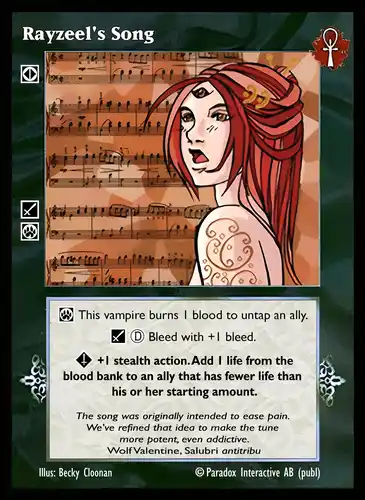 Rayzeel's Song
This vampire burns 1 blood to untap an ally.
D Bleed with +1 bleed.
+1 stealth action. Add 1 life from the
blood bank to an ally that has fewer life than
his or her starting amount.
The song was originally intended to ease pain.
We've refined that idea to make the tune
more potent, even addictive.
Wolf Valentine, Salubri antitribu
Illus: Becky Cloonan
© Paradox Interactive AB (publ)